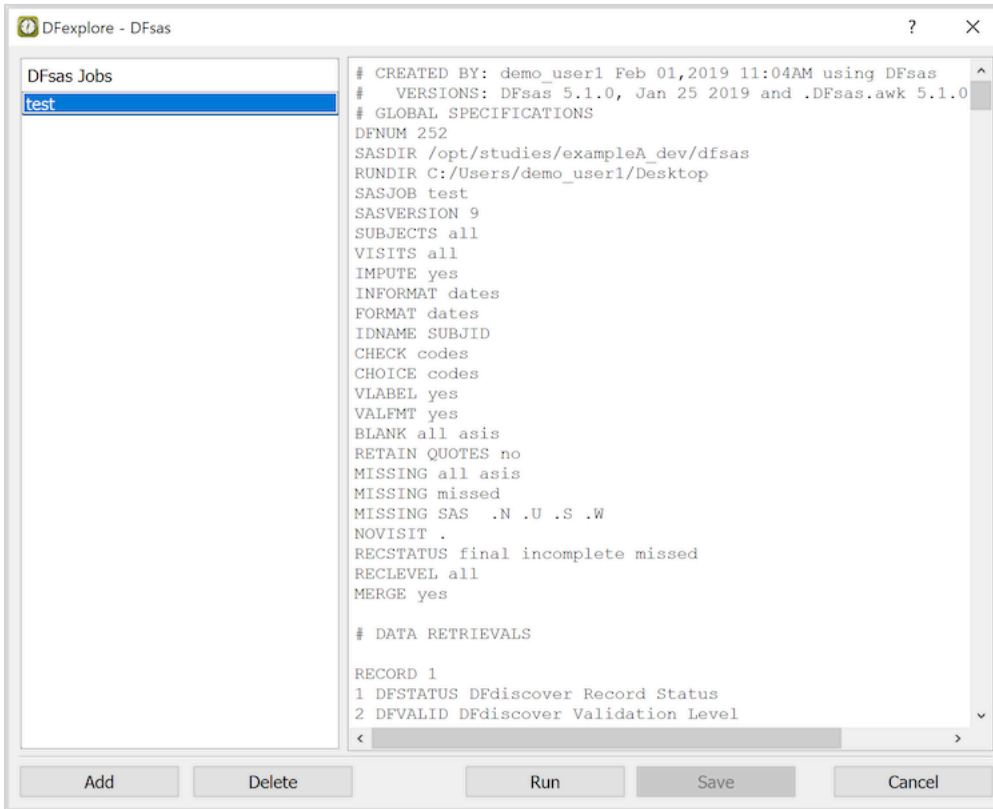 DFexplore - DFsas
?
DFsas Jobs
test
# CREATED BY: demo_user1 Feb 01,2019 11:04AM using DFsas
# VERSIONS: DFsas 5.1.0, Jan 25 2019 and .DFsas.awk 5.1.0
# GLOBAL SPECIFICATIONS
DFNUM 252
SASDIR /opt/studies/exampleA_dev/dfsas
RUNDIR C:/Users/demo_user1/Desktop
SASJOB test
SASVERSION 9
SUBJECTS all
VISITS all
IMPUTE yes
INFORMAT dates
FORMAT dates
IDNAME SUBJID
CHECK codes
CHOICE codes
VLABEL yes
VALFMT yes
BLANK all asis
RETAIN QUOTES no
MISSING all asis
MISSING missed
MISSING SAS  .N .U .S .W
NOVISIT .
RECSTATUS final incomplete missed
RECLEVEL all
MERGE yes
# DATA RETRIEVALS
RECORD 1
1 DFSTATUS DFdiscover Record Status
2 DFVALID DFdiscover Validation Level
Add
Delete
Run
Save
Cancel